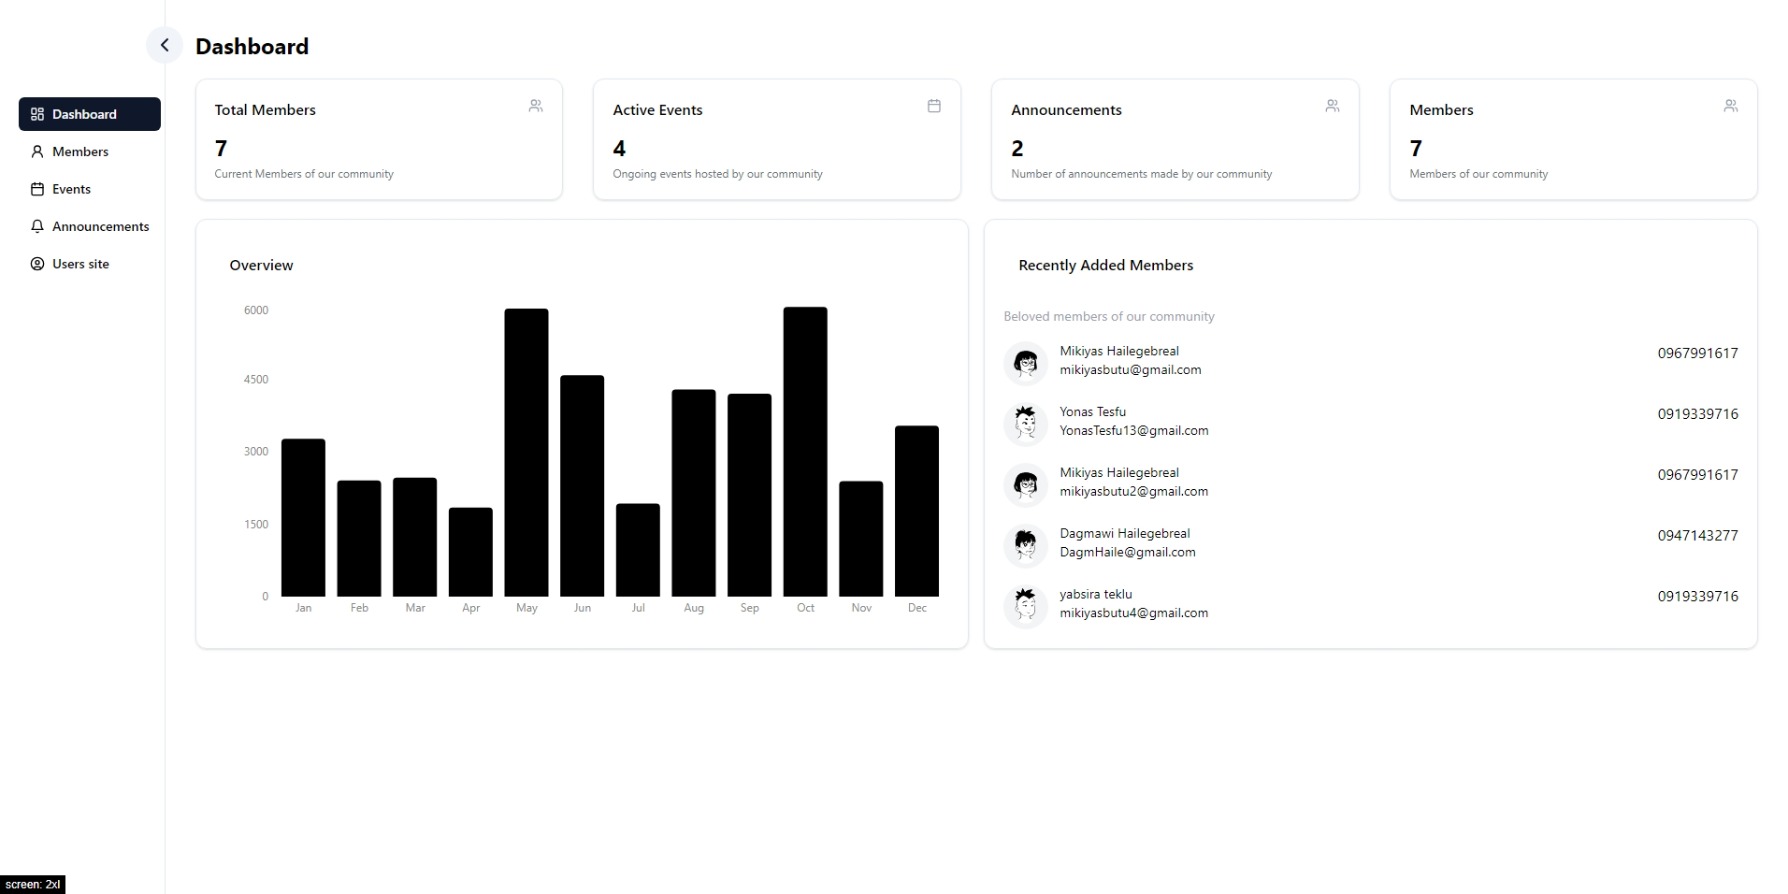 Dashboard
Dashboard
Members
Events
Announcements
Users site
Total Members
7
Current Members of our community
Active Events
4
Ongoing events hosted by our community
Announcements
2
Number of announcements made by our community
Members
7
Members of our community
Overview
6000
4500
3000
1500
0
Jan Feb Mar Apr May Jun Jul Aug Sep Oct Nov Dec
Recently Added Members
Beloved members of our community
Mikiyas Hailegebreal
mikiyasbutu@gmail.com
0967991617
Yonas Tesfu
YonasTesfu13@gmail.com
0919339716
Mikiyas Hailegebreal
mikiyasbutu2@gmail.com
0967991617
Dagmawi Hailegebreal
DagmHaile@gmail.com
0947143277
yabsira teklu
mikiyasbutu4@gmail.com
0919339716
screen: 2xl